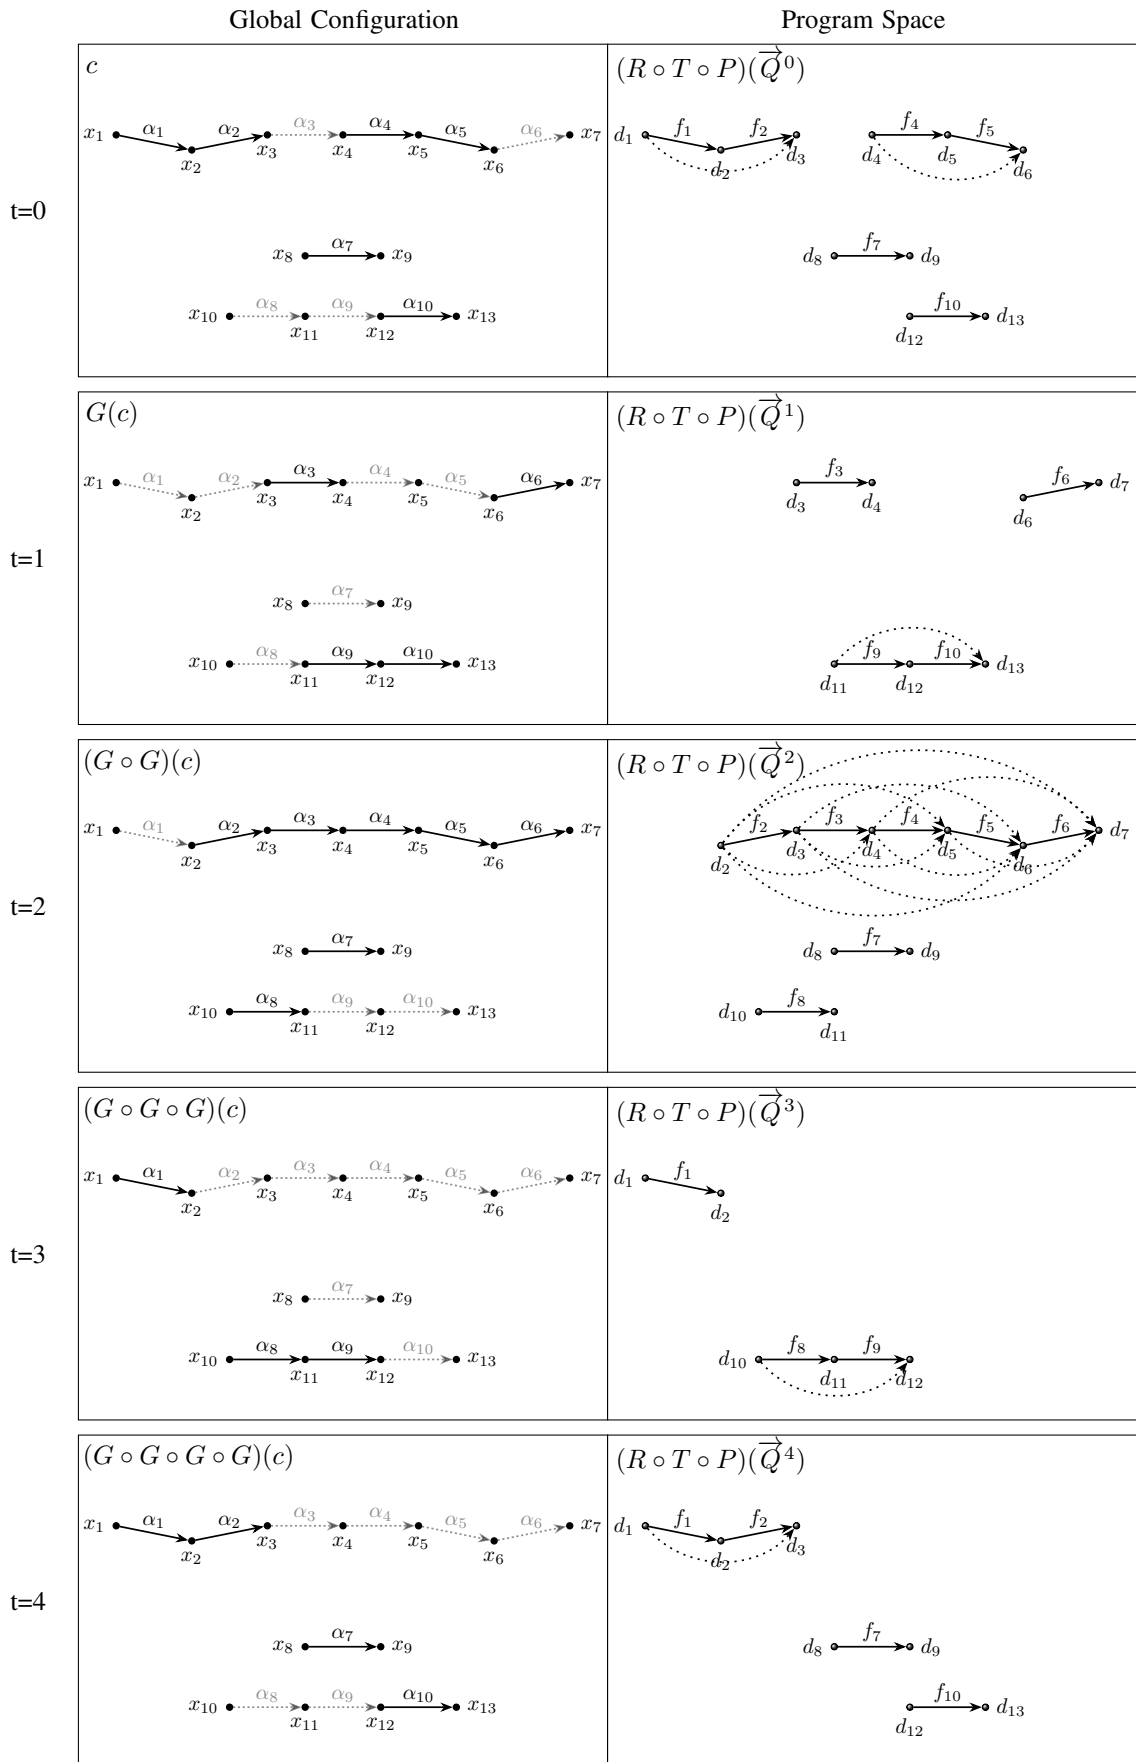 Global Configuration Program Space
t=0
c
x₁ α₁ α₂ α₃ α₄ α₅ α₆ x₇
x₂ x₃ x₄ x₅ x₆
x₈ α₇ x₉
x₁₀ α₈ α₉ α₁₀ x₁₃
x₁₁ x₁₂
(R ∘ T ∘ P)(Q⃗⁰)
d₁ f₁ f₂ f₄ f₅
d₂ d₃ d₄ d₅ d₆
d₈ f₇ d₉
f₁₀ d₁₃
d₁₂
t=1
G(c)
x₁ α₁ α₂ α₃ α₄ α₅ α₆ x₇
x₂ x₃ x₄ x₅ x₆
x₈ α₇ x₉
x₁₀ α₈ α₉ α₁₀ x₁₃
x₁₁ x₁₂
(R ∘ T ∘ P)(Q⃗¹)
f₃ f₆ d₇
d₃ d₄ d₆
f₉ f₁₀ d₁₃
d₁₁ d₁₂
t=2
(G ∘ G)(c)
x₁ α₁ α₂ α₃ α₄ α₅ α₆ x₇
x₂ x₃ x₄ x₅ x₆
x₈ α₇ x₉
x₁₀ α₈ α₉ α₁₀ x₁₃
x₁₁ x₁₂
(R ∘ T ∘ P)(Q⃗²)
f₂ f₃ f₄ f₅ f₆ d₇
d₂ d₃ d₄ d₅ d₆
d₈ f₇ d₉
d₁₀ f₈
d₁₁
t=3
(G ∘ G ∘ G)(c)
x₁ α₁ α₂ α₃ α₄ α₅ α₆ x₇
x₂ x₃ x₄ x₅ x₆
x₈ α₇ x₉
x₁₀ α₈ α₉ α₁₀ x₁₃
x₁₁ x₁₂
(R ∘ T ∘ P)(Q⃗³)
d₁ f₁
d₂
d₁₀ f₈ f₉
d₁₁ d₁₂
t=4
(G ∘ G ∘ G ∘ G)(c)
x₁ α₁ α₂ α₃ α₄ α₅ α₆ x₇
x₂ x₃ x₄ x₅ x₆
x₈ α₇ x₉
x₁₀ α₈ α₉ α₁₀ x₁₃
x₁₁ x₁₂
(R ∘ T ∘ P)(Q⃗⁴)
d₁ f₁ f₂
d₂ d₃
d₈ f₇ d₉
f₁₀ d₁₃
d₁₂